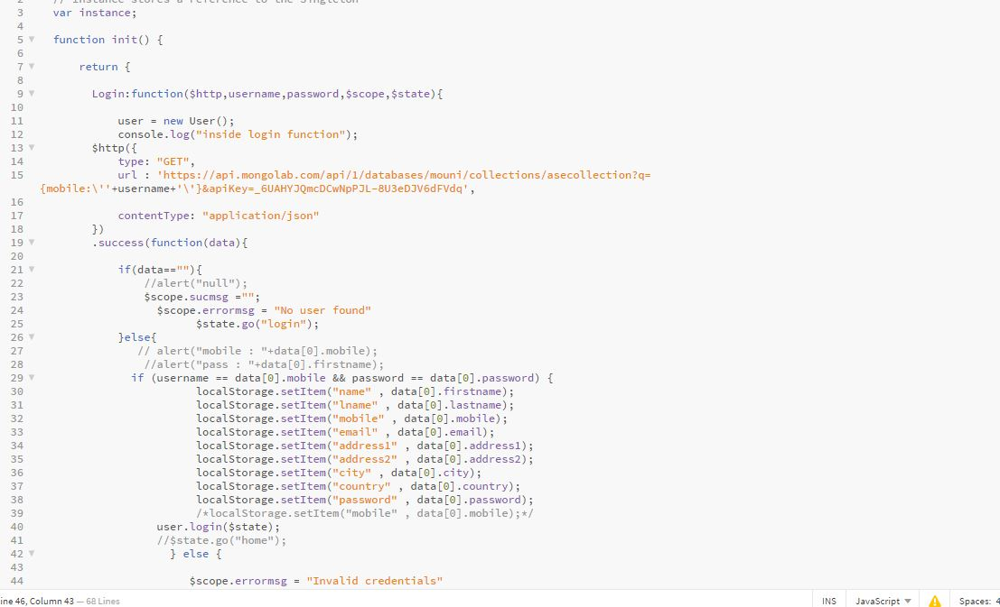 2 // Instance stores a reference to the Singleton
3 var instance;
4
5 function init() {
6
7 return {
8
9 Login:function($http,username,password,$scope,$state){
10
11 user = new User();
12 console.log("inside login function");
13 $http({
14 type: "GET",
15 url : 'https://api.mongolab.com/api/1/databases/mouni/collections/asecollection?q=
{mobile:\''+username+'\'}&apiKey=_6UAHYJQmcDCwNpPJL-8U3eDJV6dFVdq',
16
17 contentType: "application/json"
18 })
19 .success(function(data){
20
21 if(data==""){
22 //alert("null");
23 $scope.sucmsg ="";
24 $scope.errormsg = "No user found"
25 $state.go("login");
26 }else{
27 // alert("mobile : "+data[0].mobile);
28 //alert("pass : "+data[0].firstname);
29 if (username == data[0].mobile && password == data[0].password) {
30 localStorage.setItem("name" , data[0].firstname);
31 localStorage.setItem("lname" , data[0].lastname);
32 localStorage.setItem("mobile" , data[0].mobile);
33 localStorage.setItem("email" , data[0].email);
34 localStorage.setItem("address1" , data[0].address1);
35 localStorage.setItem("address2" , data[0].address2);
36 localStorage.setItem("city" , data[0].city);
37 localStorage.setItem("country" , data[0].country);
38 localStorage.setItem("password" , data[0].password);
39 /*localStorage.setItem("mobile" , data[0].mobile);*/
40 user.login($state);
41 //$state.go("home");
42 } else {
43
44 $scope.errormsg = "Invalid credentials"
ine 46, Column 43 — 68 Lines INS JavaScript Spaces: 4